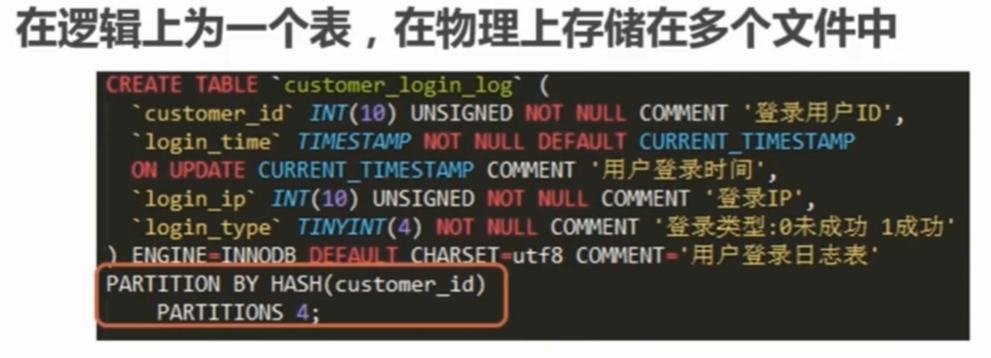 在逻辑上为一个表，在物理上存储在多个文件中
CREATE TABLE `customer_login_log` (
`customer_id` INT(10) UNSIGNED NOT NULL COMMENT '登录用户ID',
`login_time` TIMESTAMP NOT NULL DEFAULT CURRENT_TIMESTAMP
ON UPDATE CURRENT_TIMESTAMP COMMENT '用户登录时间',
`login_ip` INT(10) UNSIGNED NOT NULL COMMENT '登录IP',
`login_type` TINYINT(4) NOT NULL COMMENT '登录类型:0未成功 1成功'
) ENGINE=INNODB DEFAULT CHARSET=utf8 COMMENT='用户登录日志表'
PARTITION BY HASH(customer_id)
PARTITIONS 4;